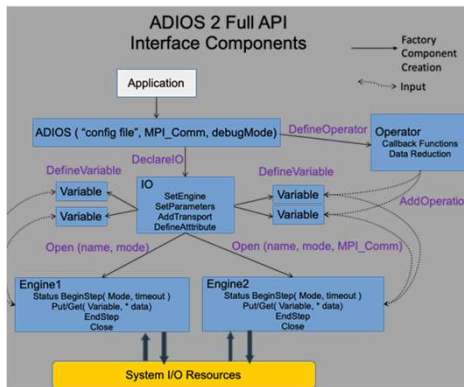 ADIOS 2 Full API
Interface Components
Factory
Component
Creation
Input
Application
ADIOS ( “config file”, MPI_Comm, debugMode)
DefineOperator
Operator
Callback Functions
Data Reduction
DeclareIO
DefineVariable
DefineVariable
IO
SetEngine
SetParameters
AddTransport
DefineAtttribute
Variable
Variable
Variable
Variable
AddOperation
Open (name, mode)
Open (name, mode, MPI_Comm)
Engine1
Status BeginStep( Mode, timeout )
Put/Get( Variable, * data)
EndStep
Close
Engine2
Status BeginStep( Mode, timeout )
Put/Get( Variable, * data)
EndStep
Close
System I/O Resources